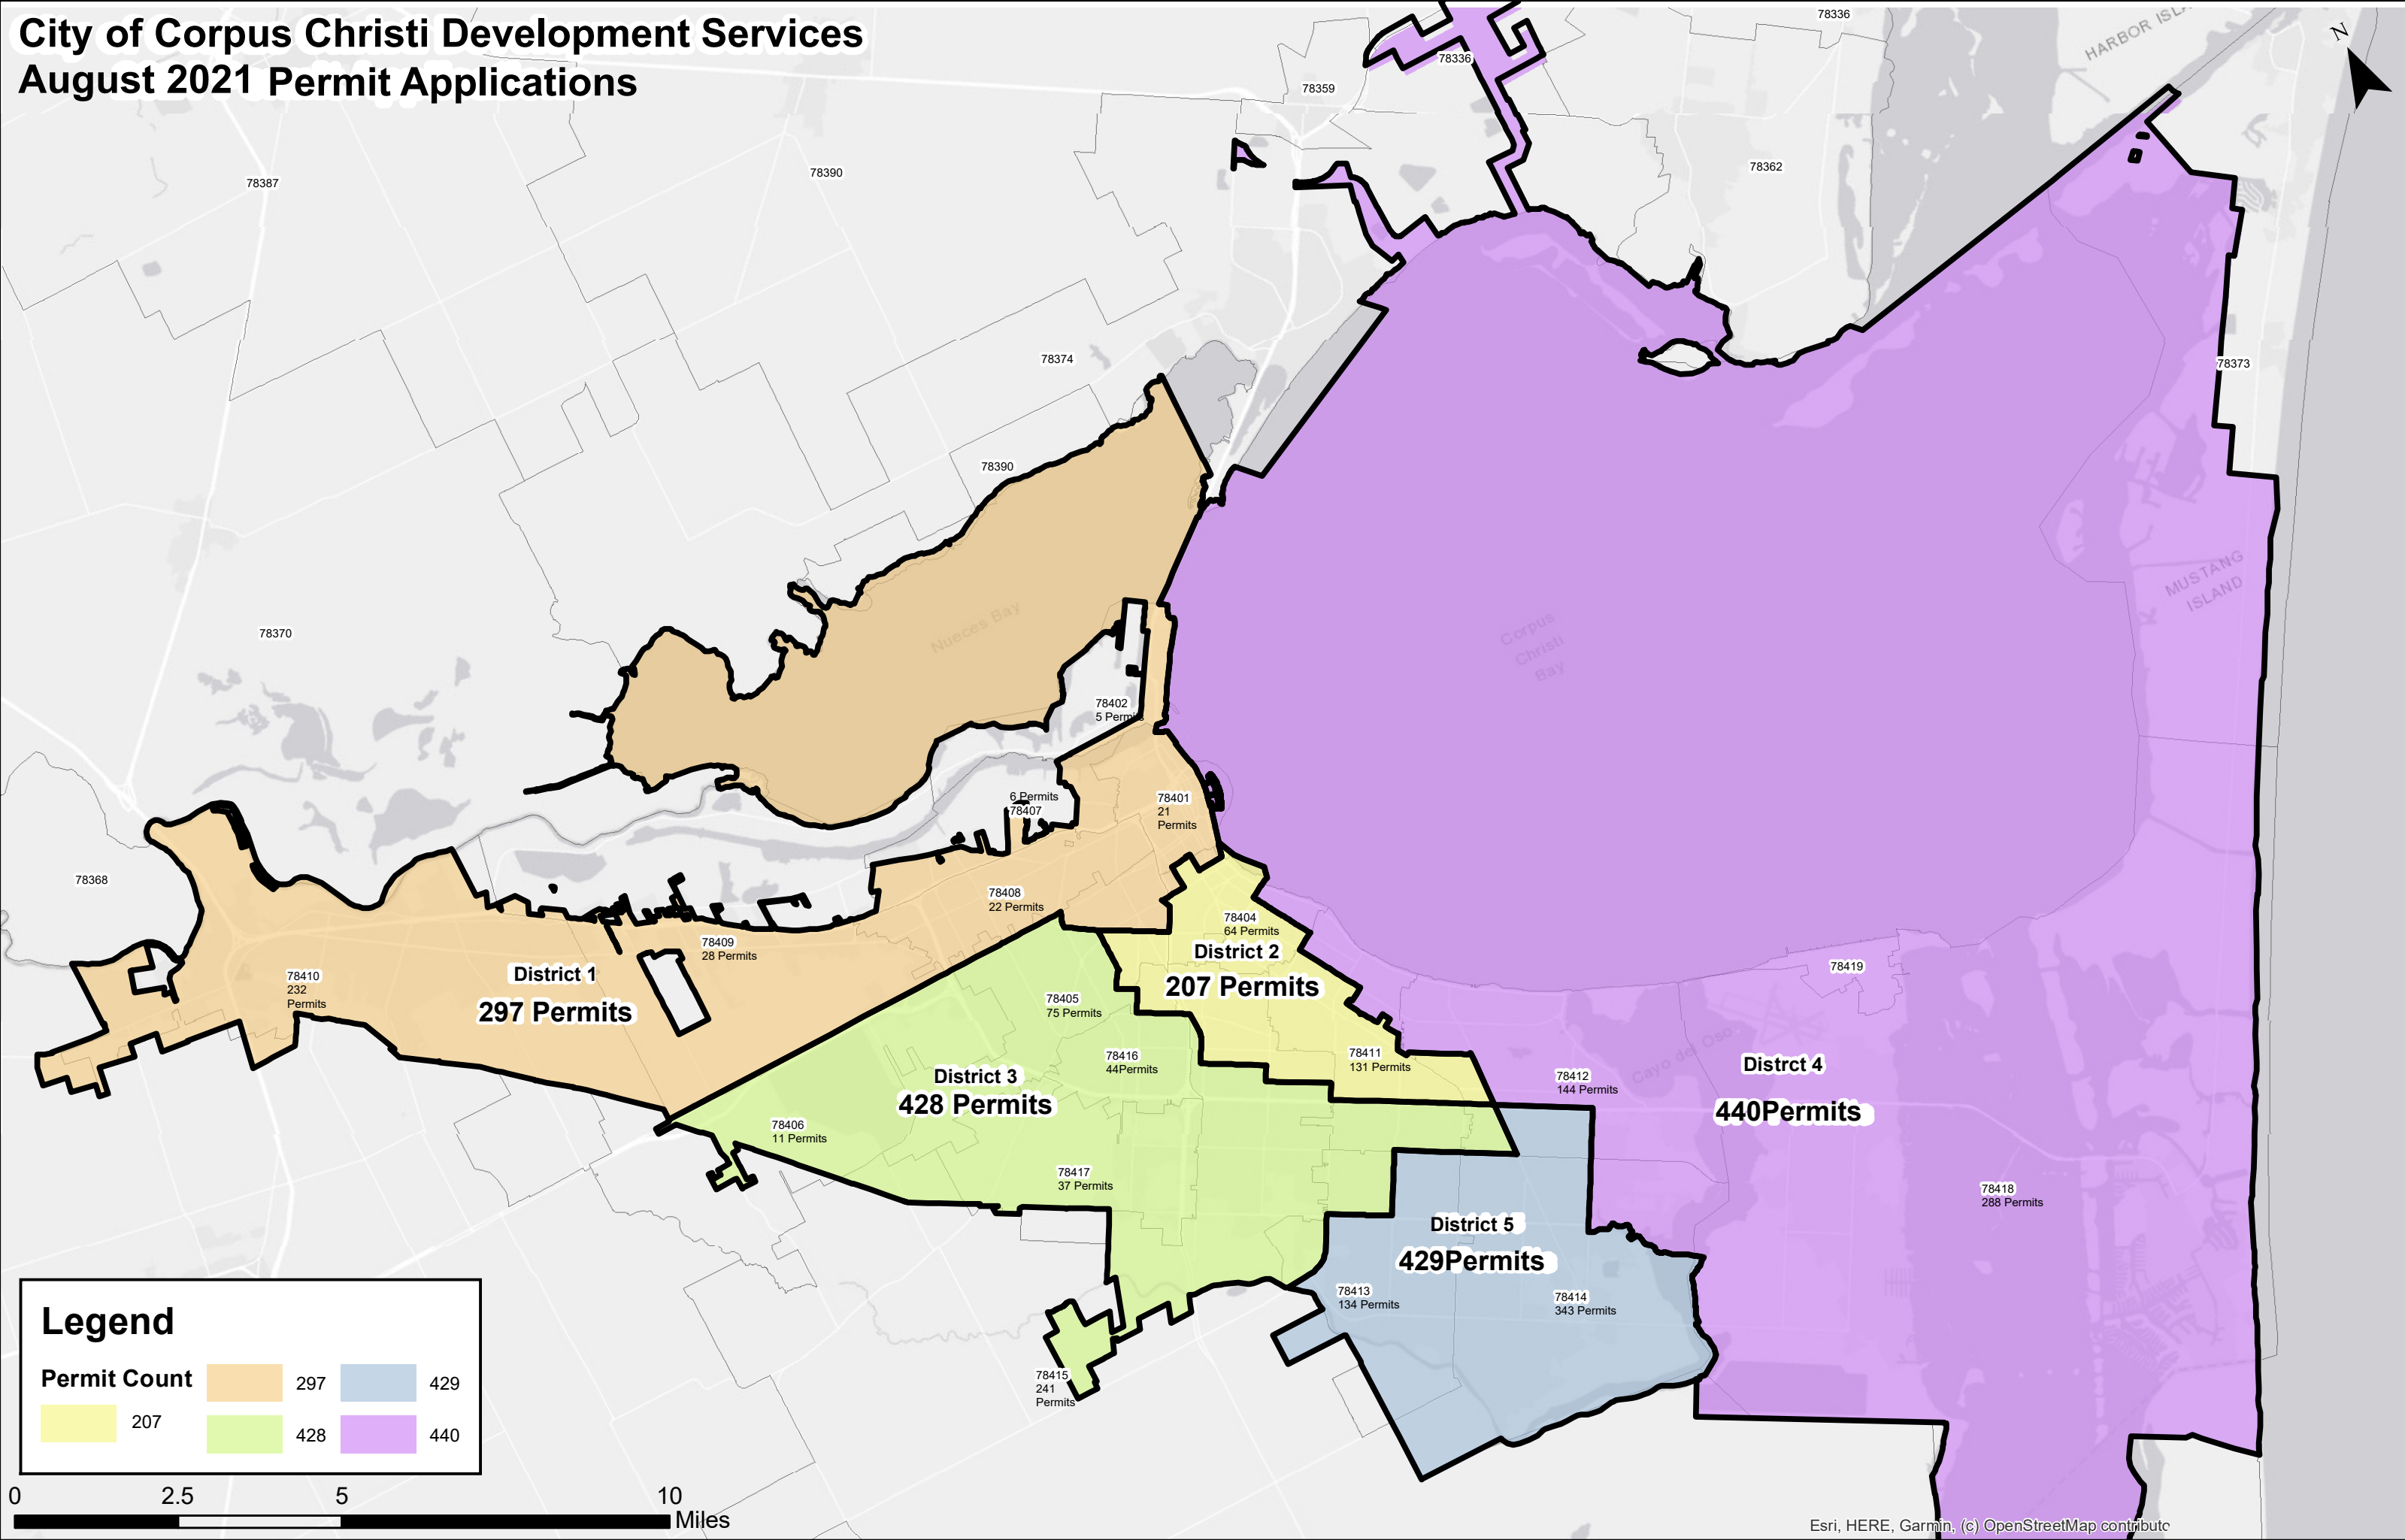 City of Corpus Christi Development Services
August 2021 Permit Applications
N
78336
HARBOR ISL
78336
78359
78387
78390
78362
78374
78373
78390
MUSTANG
ISLAND
78370
Nueces Bay
Corpus
Christi
Bay
78402
5 Permits
6 Permits
78407
78401
21
Permits
78368
78408
22 Permits
78404
64 Permits
78409
28 Permits
District 2
207 Permits
78410
232
Permits
District 1
297 Permits
78419
78405
75 Permits
78416
44Permits
78411
131 Permits
Cayo del Oso
Distrct 4
440Permits
78412
144 Permits
District 3
428 Permits
78406
11 Permits
78417
37 Permits
78418
288 Permits
District 5
429Permits
78413
134 Permits
78414
343 Permits
78415
241
Permits
Legend
Permit Count
207
297
428
429
440
0 2.5 5 10
Miles
Esri, HERE, Garmin, (c) OpenStreetMap contributo